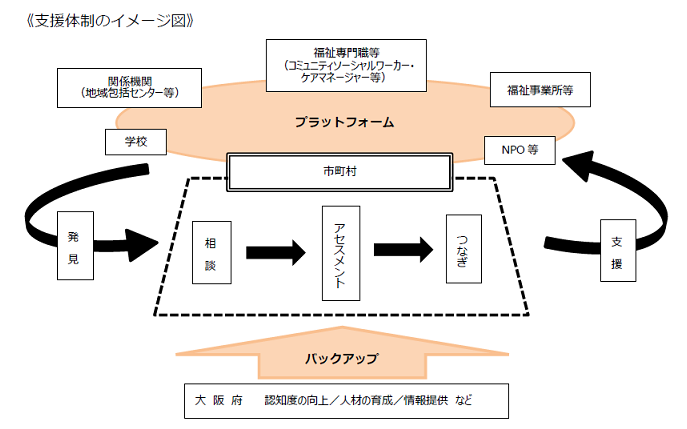 《支援体制のイメージ図》
福祉専門職等
（コミュニティソーシャルワーカー・
ケアマネージャー等）
関係機関
（地域包括センター等）
福祉事業所等
プラットフォーム
学校
NPO 等
市町村
発見
相談
アセスメント
つなぎ
支援
バックアップ
大 阪 府　　認知度の向上／人材の育成／情報提供 など